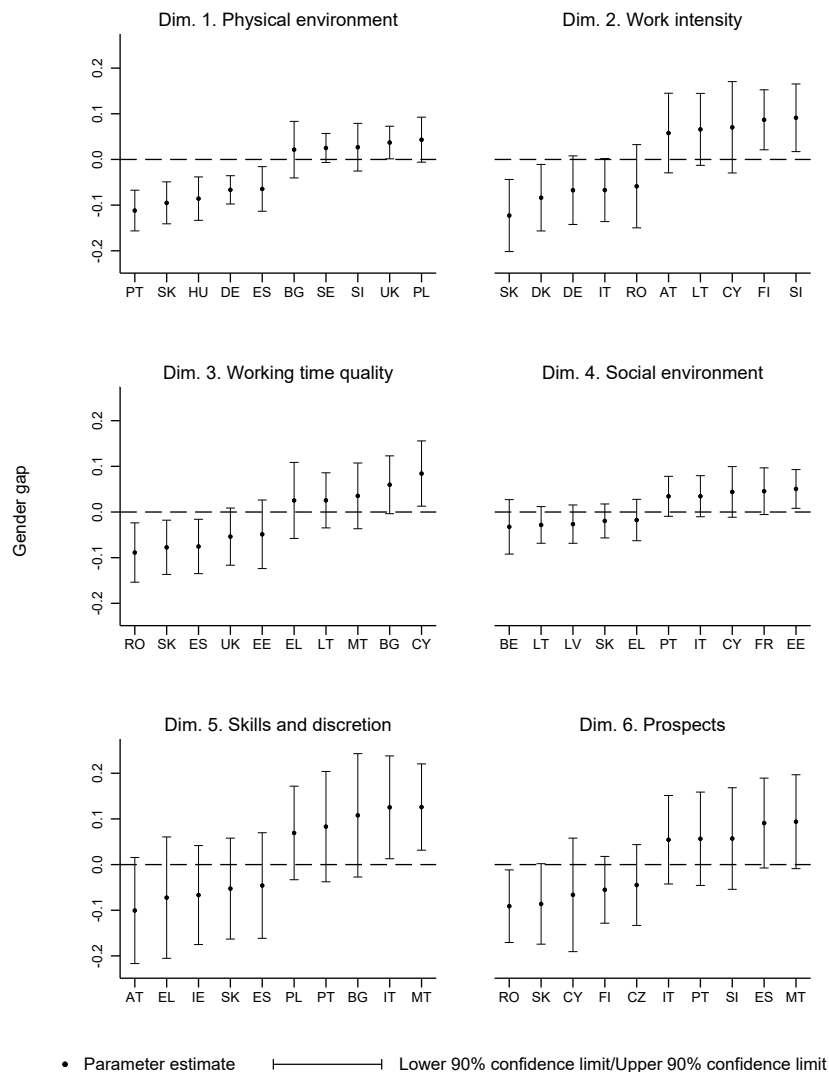 Dim. 1. Physical environment
0.2
0.1
0.0
-0.1
-0.2
PT SK HU DE ES BG SE SI UK PL
Dim. 2. Work intensity
SK DK DE IT RO AT LT CY FI SI
Gender gap
Dim. 3. Working time quality
0.2
0.1
0.0
-0.1
-0.2
RO SK ES UK EE EL LT MT BG CY
Dim. 4. Social environment
BE LT LV SK EL PT IT CY FR EE
Dim. 5. Skills and discretion
0.2
0.1
0.0
-0.1
-0.2
AT EL IE SK ES PL PT BG IT MT
Dim. 6. Prospects
RO SK CY FI CZ IT PT SI ES MT
Parameter estimate
Lower 90% confidence limit/Upper 90% confidence limit